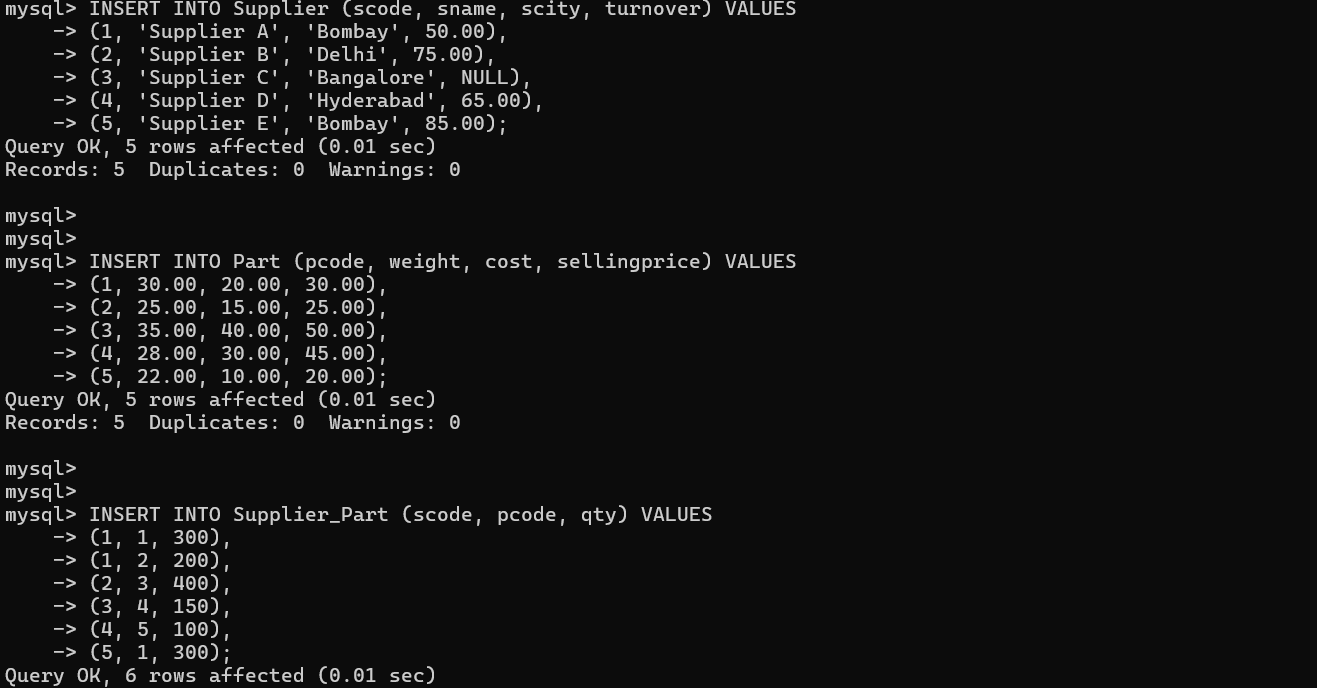 mysql> INSERT INTO Supplier (scode, sname, scity, turnover) VALUES
    -> (1, 'Supplier A', 'Bombay', 50.00),
    -> (2, 'Supplier B', 'Delhi', 75.00),
    -> (3, 'Supplier C', 'Bangalore', NULL),
    -> (4, 'Supplier D', 'Hyderabad', 65.00),
    -> (5, 'Supplier E', 'Bombay', 85.00);
Query OK, 5 rows affected (0.01 sec)
Records: 5  Duplicates: 0  Warnings: 0

mysql>
mysql>
mysql> INSERT INTO Part (pcode, weight, cost, sellingprice) VALUES
    -> (1, 30.00, 20.00, 30.00),
    -> (2, 25.00, 15.00, 25.00),
    -> (3, 35.00, 40.00, 50.00),
    -> (4, 28.00, 30.00, 45.00),
    -> (5, 22.00, 10.00, 20.00);
Query OK, 5 rows affected (0.01 sec)
Records: 5  Duplicates: 0  Warnings: 0

mysql>
mysql>
mysql> INSERT INTO Supplier_Part (scode, pcode, qty) VALUES
    -> (1, 1, 300),
    -> (1, 2, 200),
    -> (2, 3, 400),
    -> (3, 4, 150),
    -> (4, 5, 100),
    -> (5, 1, 300);
Query OK, 6 rows affected (0.01 sec)